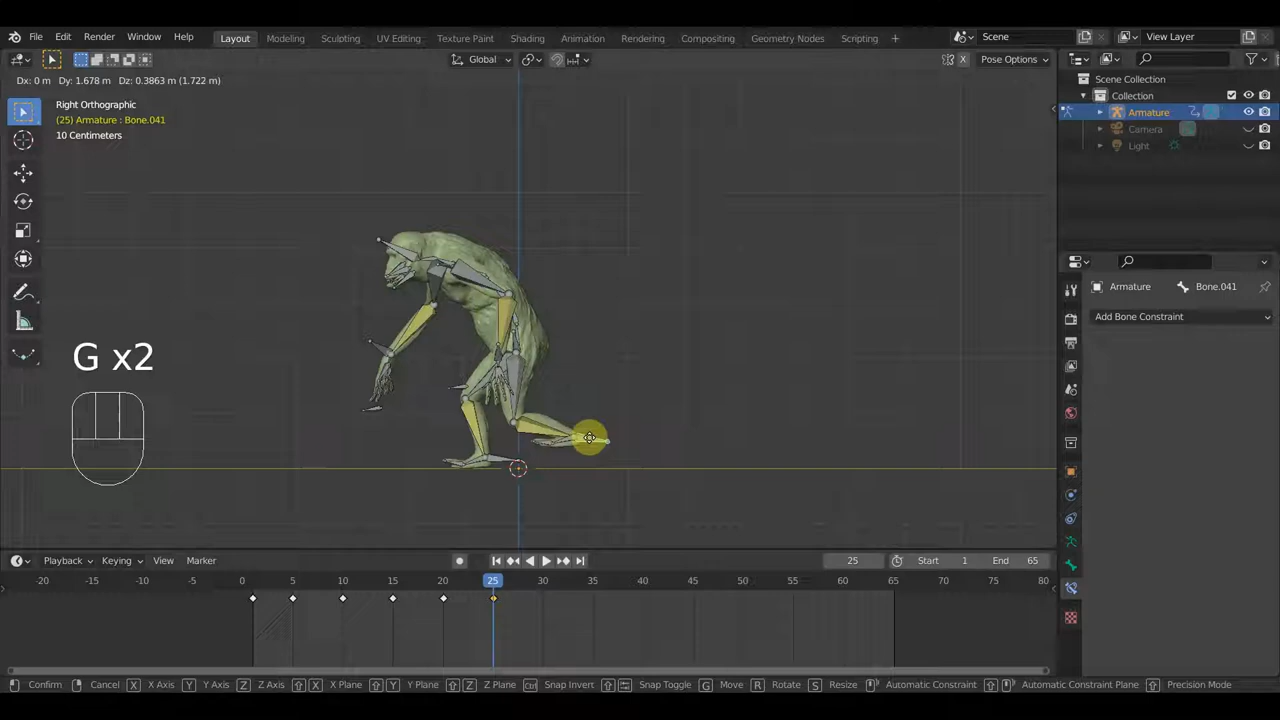 File Edit Render Window Help Layout Modeling Sculpting UV Editing Texture Paint Shading Animation Rendering Compositing Geometry Nodes Scripting + Scene View Layer
Global X Pose Options
Dx: 0 m Dy: 1.678 m Dz: 0.3863 m (1.722 m)
Right Orthographic
(25) Armature : Bone.041
10 Centimeters
Scene Collection
Collection
Armature
Camera
Light
Armature Bone.041
Add Bone Constraint
G x2
Playback Keying View Marker 25 Start 1 End 65
-20 -10 0 5 10 15 20 25 30 35 40 45 50 55 60 65 70 80
Confirm Cancel X X Axis Y Y Axis Z Z Axis X X Plane Y Y Plane Z Z Plane Ctrl Snap Invert Snap Toggle G Move R Rotate S Resize Automatic Constraint Automatic Constraint Plane Precision Mode